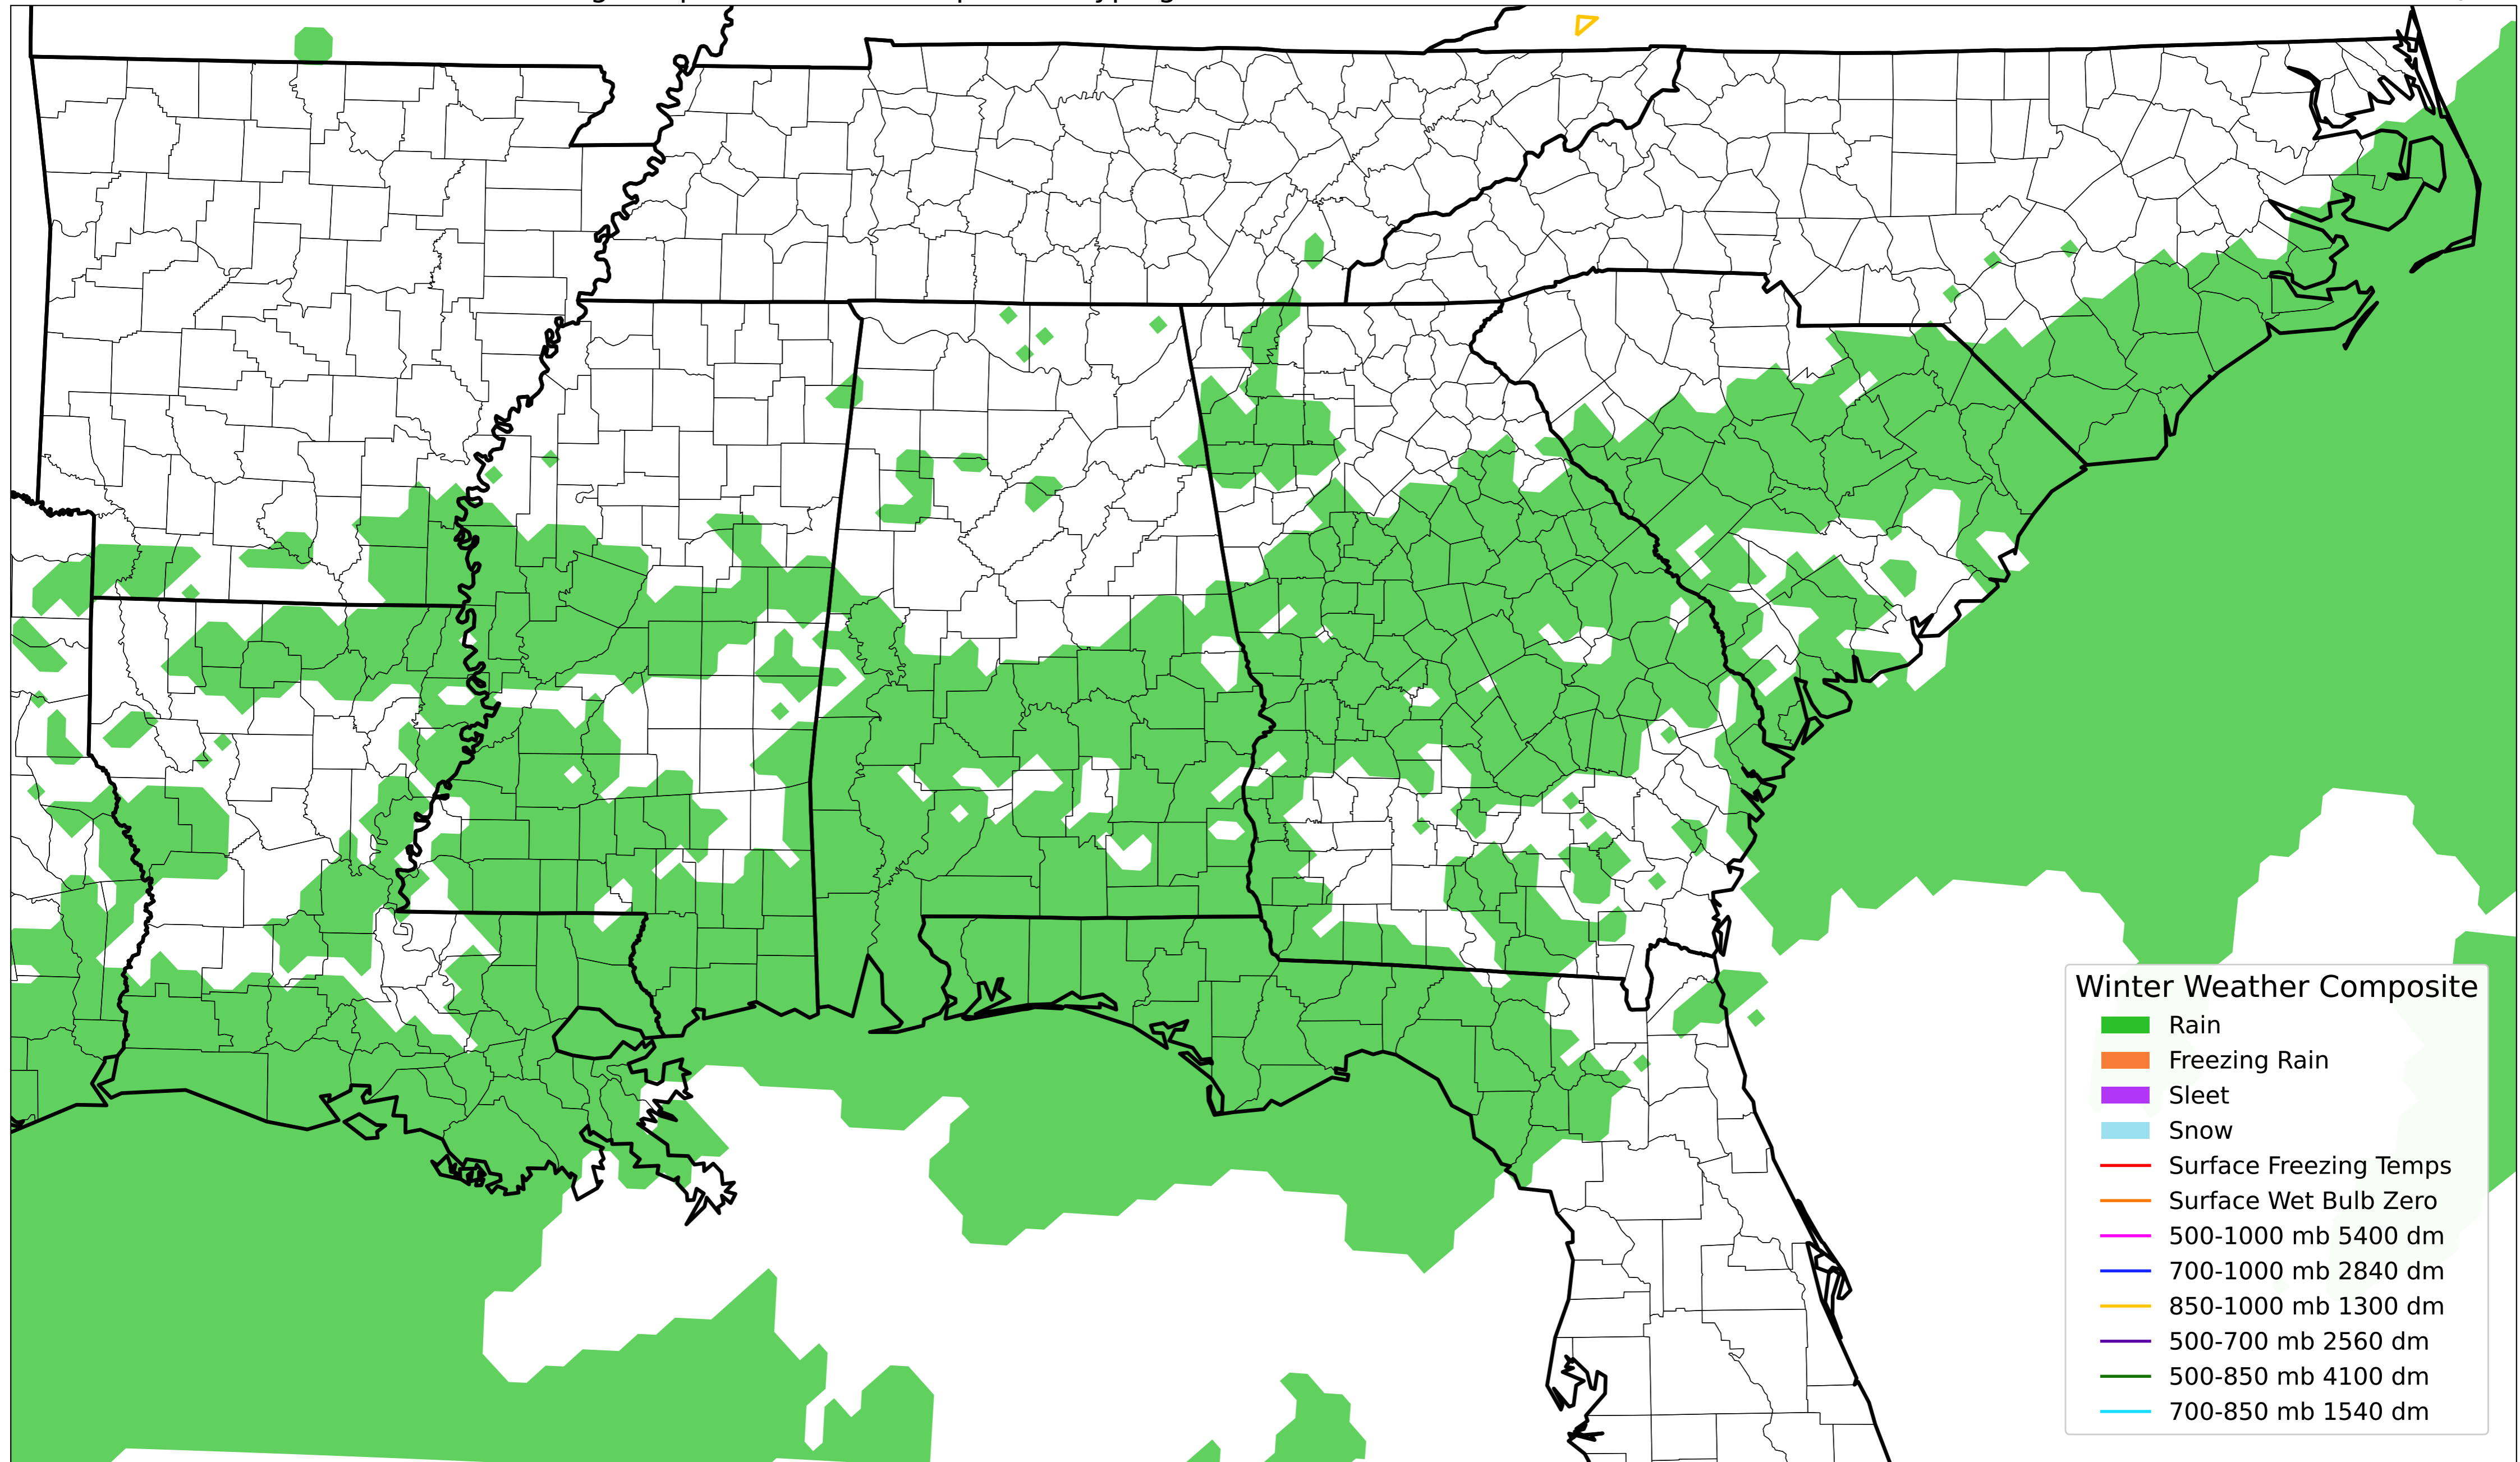 Winter Weather Composite
Rain
Freezing Rain
Sleet
Snow
Surface Freezing Temps
Surface Wet Bulb Zero
500-1000 mb 5400 dm
700-1000 mb 2840 dm
850-1000 mb 1300 dm
500-700 mb 2560 dm
500-850 mb 4100 dm
700-850 mb 1540 dm